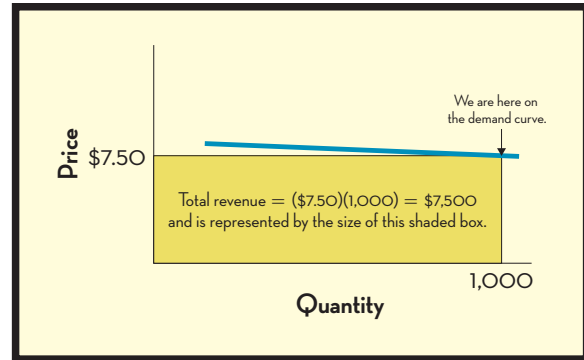 We are here on
the demand curve.
Price
$7.50
Total revenue = ($7.50)(1,000) = $7,500
and is represented by the size of this shaded box.
1,000
Quantity